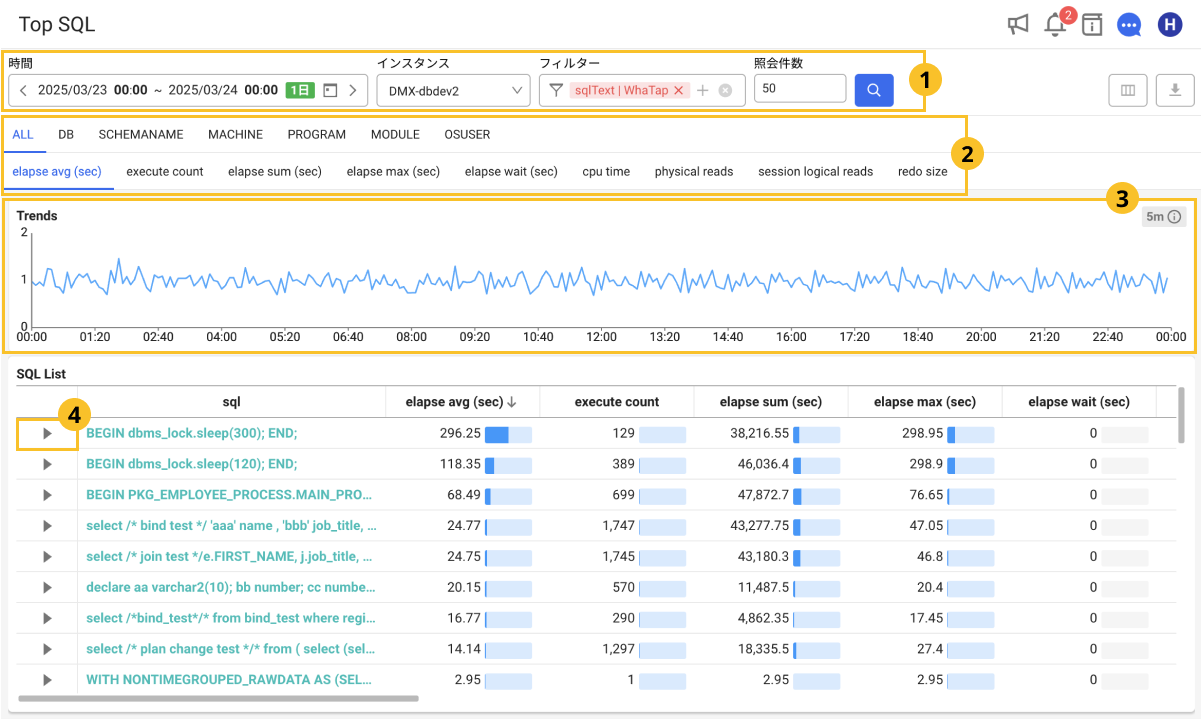 Top SQL
2
H
時間 インスタンス フィルター 照会件数
2025/03/23 00:00 ~ 2025/03/24 00:00 1日 DMX-dbdev2 sqlText | WhaTap 50
1
ALL DB SCHEMANAME MACHINE PROGRAM MODULE OSUSER
2
elapse avg (sec) execute count elapse sum (sec) elapse max (sec) elapse wait (sec) cpu time physical reads session logical reads redo size
3
Trends 5m
2
1
0
00:00 01:20 02:40 04:00 05:20 06:40 08:00 09:20 10:40 12:00 13:20 14:40 16:00 17:20 18:40 20:00 21:20 22:40 00:00
SQL List
sql elapse avg (sec) execute count elapse sum (sec) elapse max (sec) elapse wait (sec)
4
BEGIN dbms_lock.sleep(300); END; 296.25 129 38,216.55 298.95 0
BEGIN dbms_lock.sleep(120); END; 118.35 389 46,036.4 298.9 0
BEGIN PKG_EMPLOYEE_PROCESS.MAIN_PRO... 68.49 699 47,872.7 76.65 0
select /* bind test */ 'aaa' name , 'bbb' job_title, ... 24.77 1,747 43,277.75 47.05 0
select /* join test */e.FIRST_NAME, j.job_title, ... 24.75 1,745 43,180.3 46.8 0
declare aa varchar2(10); bb number; cc numbe... 20.15 570 11,487.5 20.4 0
select /*bind_test*/* from bind_test where regi... 16.77 290 4,862.35 17.45 0
select /* plan change test */* from ( select (sel... 14.14 1,297 18,335.5 27.4 0
WITH NONTIMEGROUPED_RAWDATA AS (SEL... 2.95 1 2.95 2.95 0